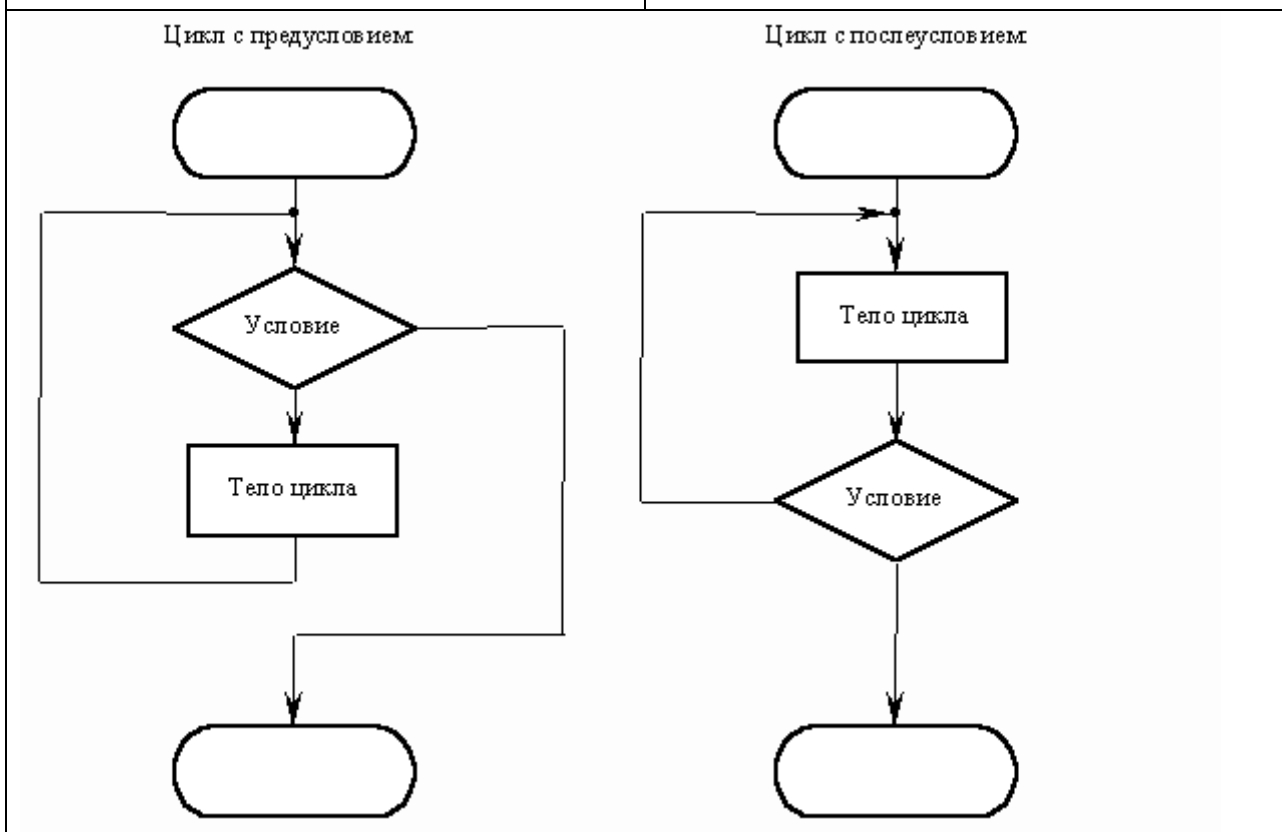 Цикл с предусловием:
Условие
Тело цикла
Цикл с послеусловием:
Тело цикла
Условие